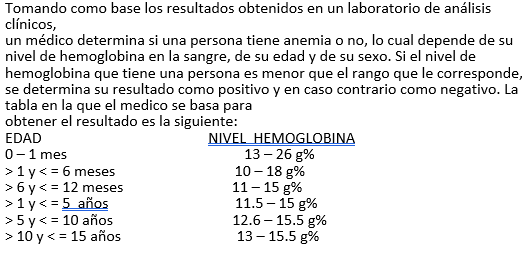 Tomando como base los resultados obtenidos en un laboratorio de análisis
clínicos,
un médico determina si una persona tiene anemia o no, lo cual depende de su
nivel de hemoglobina en la sangre, de su edad y de su sexo. Si el nivel de
hemoglobina que tiene una persona es menor que el rango que le corresponde,
se determina su resultado como positivo y en caso contrario como negativo. La
tabla en la que el medico se basa para
obtener el resultado es la siguiente:
EDAD NIVEL HEMOGLOBINA
0 – 1 mes 13 – 26 g%
> 1 y < = 6 meses 10 – 18 g%
> 6 y < = 12 meses 11 – 15 g%
> 1 y < = 5 años 11.5 – 15 g%
> 5 y < = 10 años 12.6 – 15.5 g%
> 10 y < = 15 años 13 – 15.5 g%